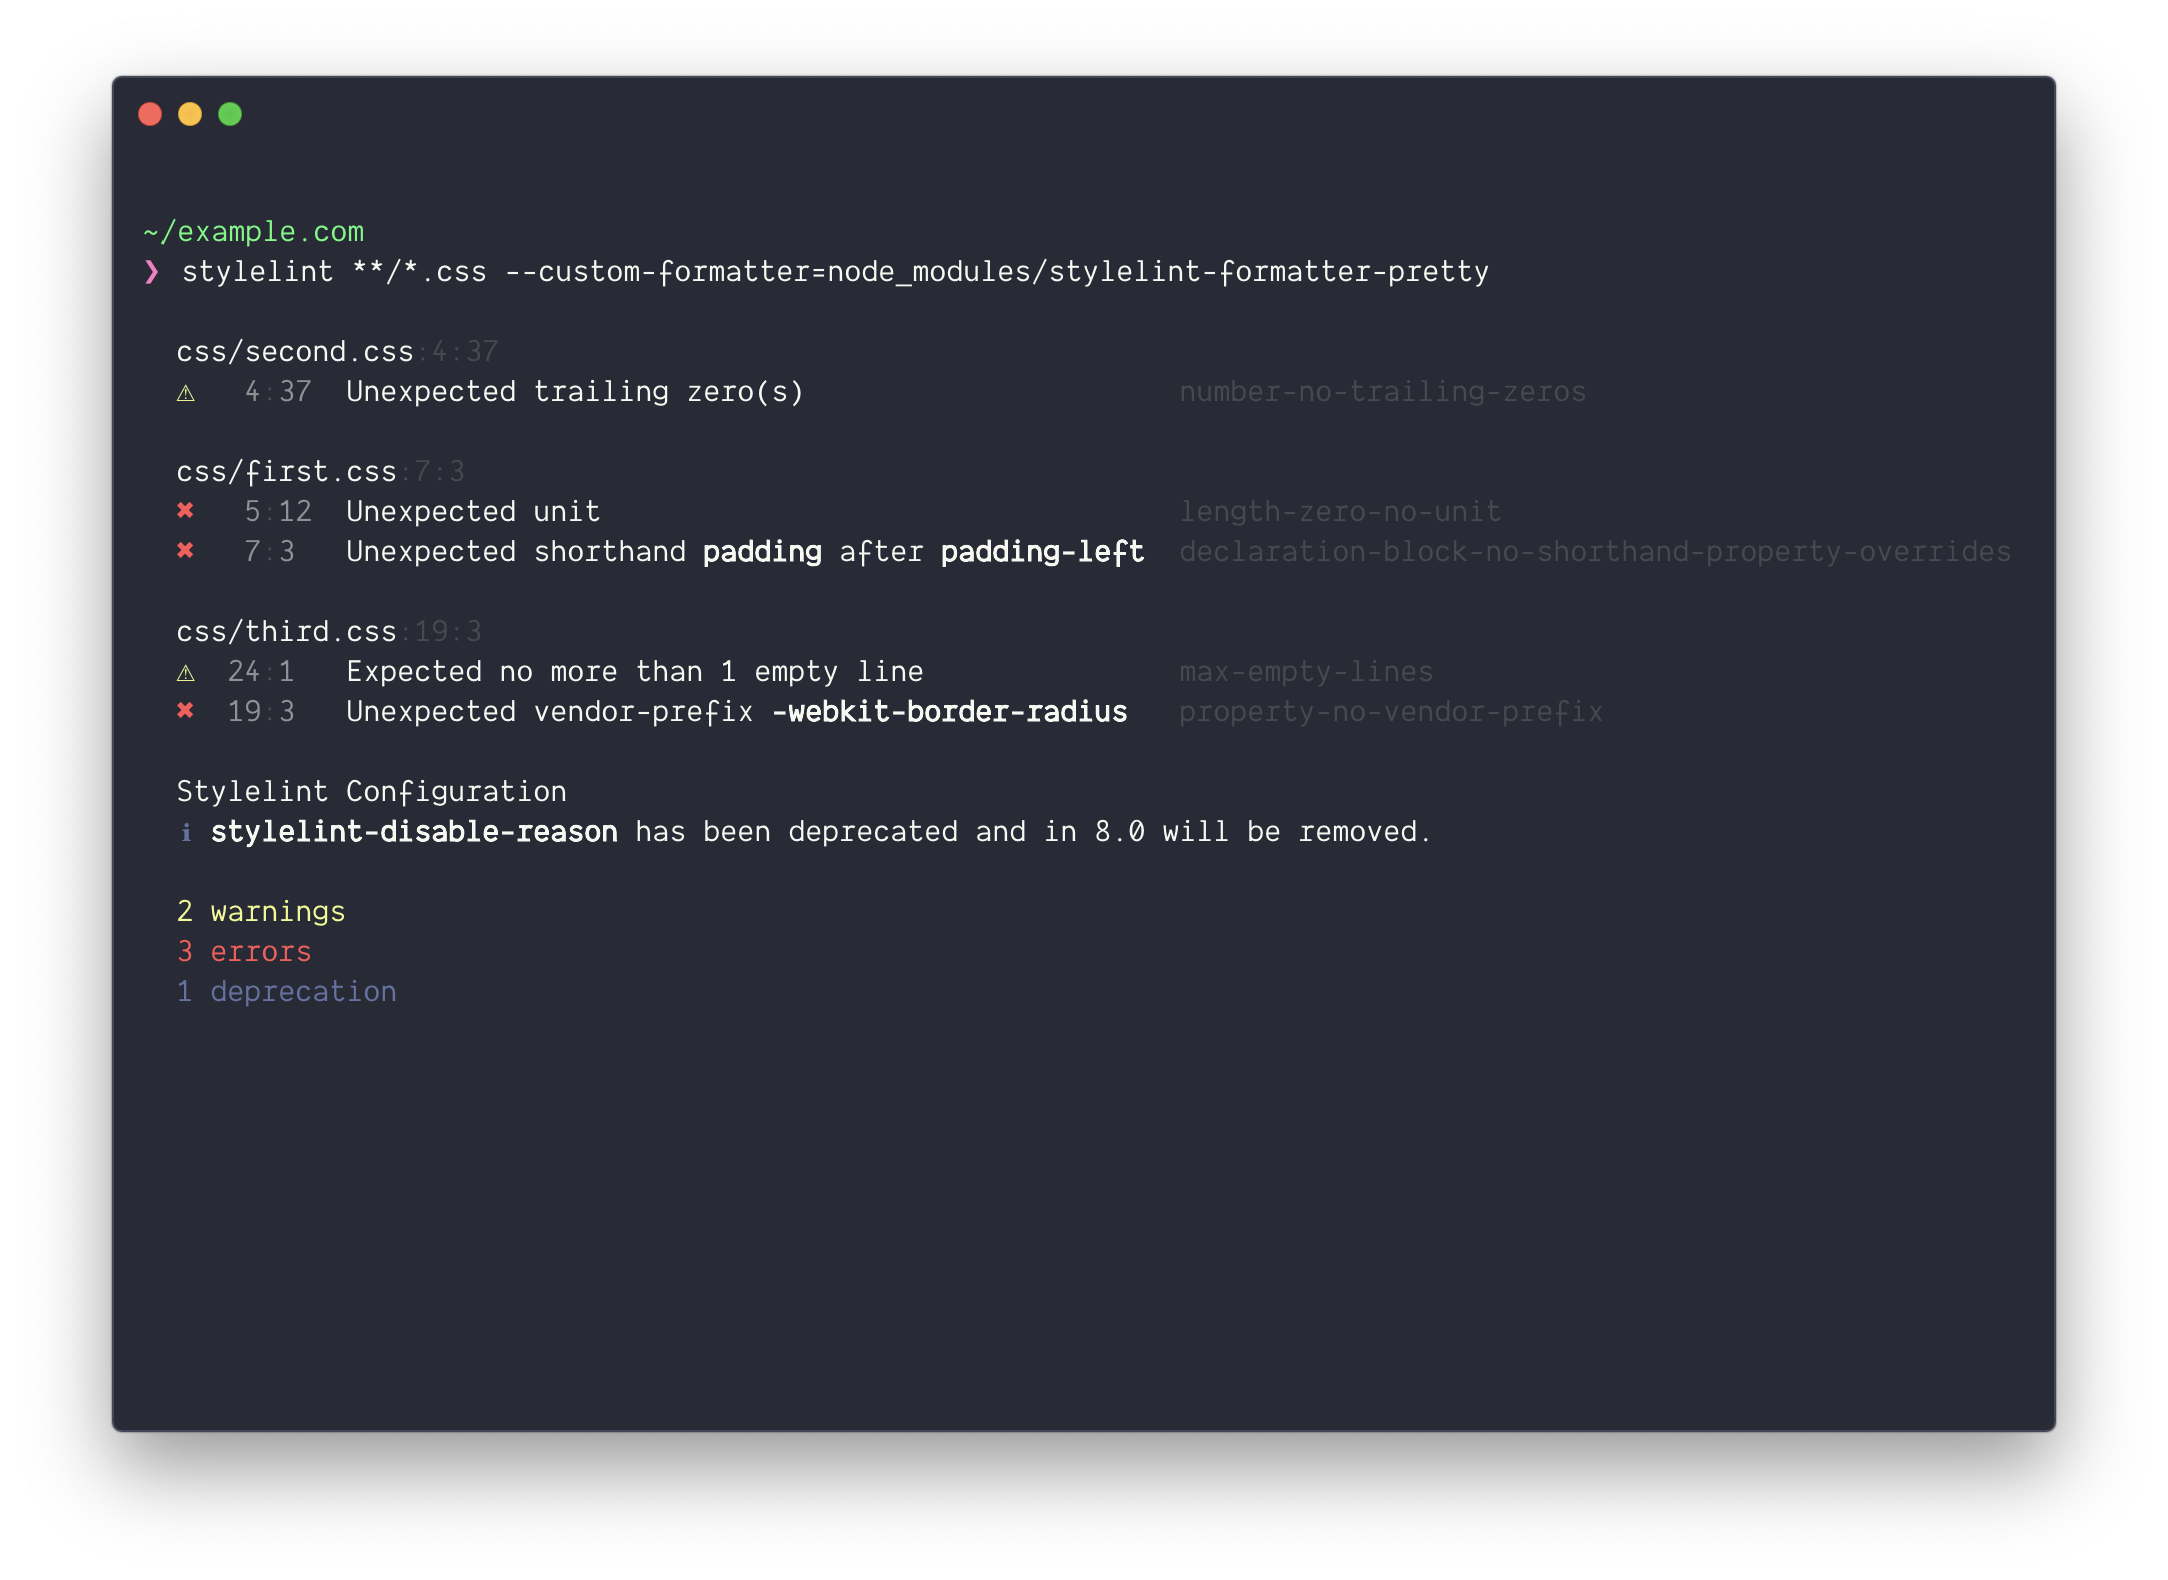 ~/example.com
❯ stylelint **/*.css --custom-formatter=node_modules/stylelint-formatter-pretty
css/second.css:4:37
⚠ 4:37 Unexpected trailing zero(s) number-no-trailing-zeros
css/first.css:7:3
✖ 5:12 Unexpected unit length-zero-no-unit
✖ 7:3 Unexpected shorthand padding after padding-left declaration-block-no-shorthand-property-overrides
css/third.css:19:3
⚠ 24:1 Expected no more than 1 empty line max-empty-lines
✖ 19:3 Unexpected vendor-prefix -webkit-border-radius property-no-vendor-prefix
Stylelint Configuration
ℹ stylelint-disable-reason has been deprecated and in 8.0 will be removed.
2 warnings
3 errors
1 deprecation